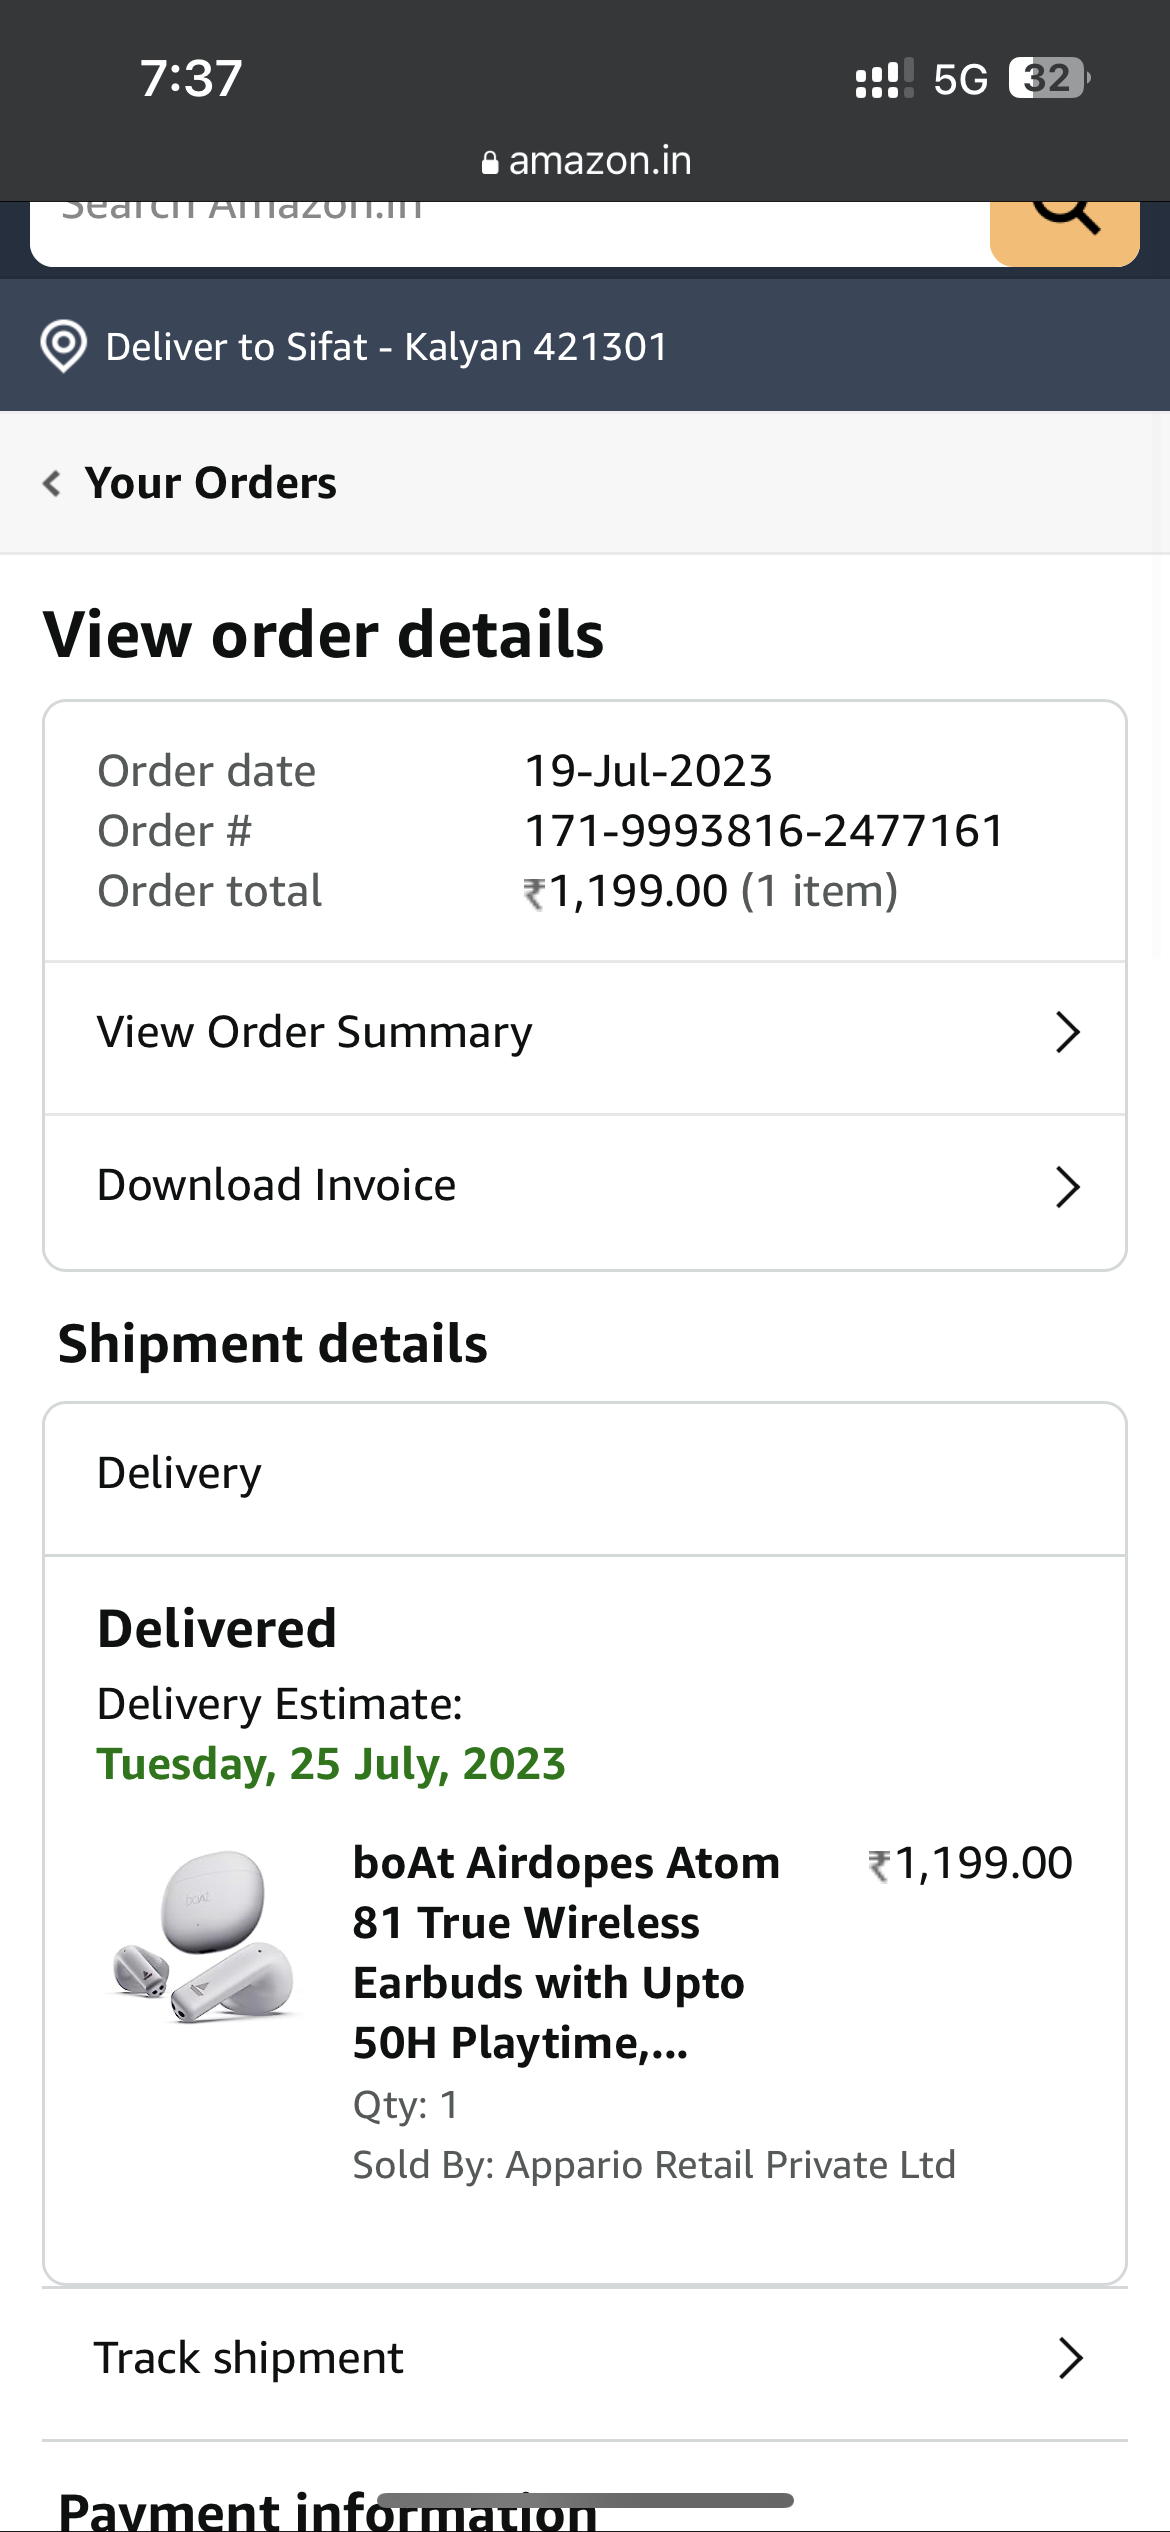 7:37
5G 32
amazon.in
Search Amazon.in
Deliver to Sifat - Kalyan 421301
Your Orders
View order details
Order date 19-Jul-2023
Order # 171-9993816-2477161
Order total ₹1,199.00 (1 item)
View Order Summary
Download Invoice
Shipment details
Delivery
Delivered
Delivery Estimate:
Tuesday, 25 July, 2023
boAt Airdopes Atom ₹1,199.00
81 True Wireless
Earbuds with Upto
50H Playtime,...
Qty: 1
Sold By: Appario Retail Private Ltd
boAt
Track shipment
Payment information